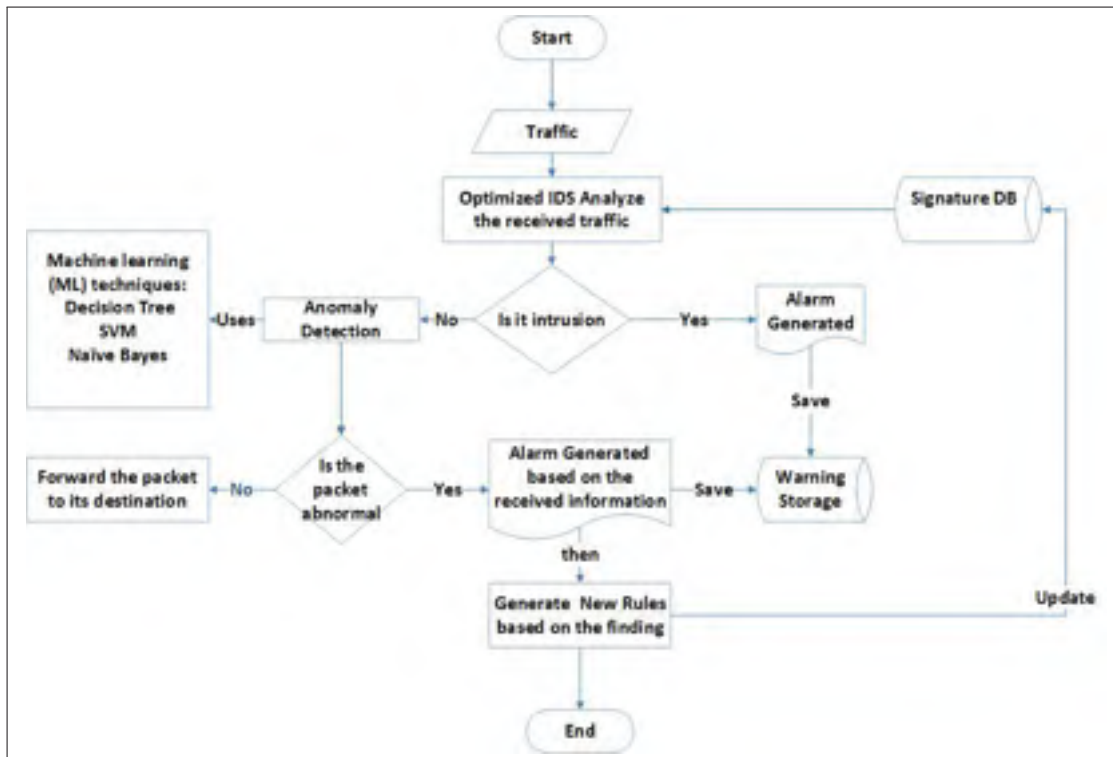 Start
Traffic
Optimized IDS Analyze
the received traffic
Signature DB
Machine learning
(ML) techniques:
Decision Tree
SVM
Naïve Bayes
Uses
Anomaly
Detection
No
Is it intrusion
Yes
Alarm
Generated
Save
Forward the packet
to its destination
No
Is the
packet
abnormal
Yes
Alarm Generated
based on the
received information
Save
Warning
Storage
then
Generate New Rules
based on the finding
Update
End